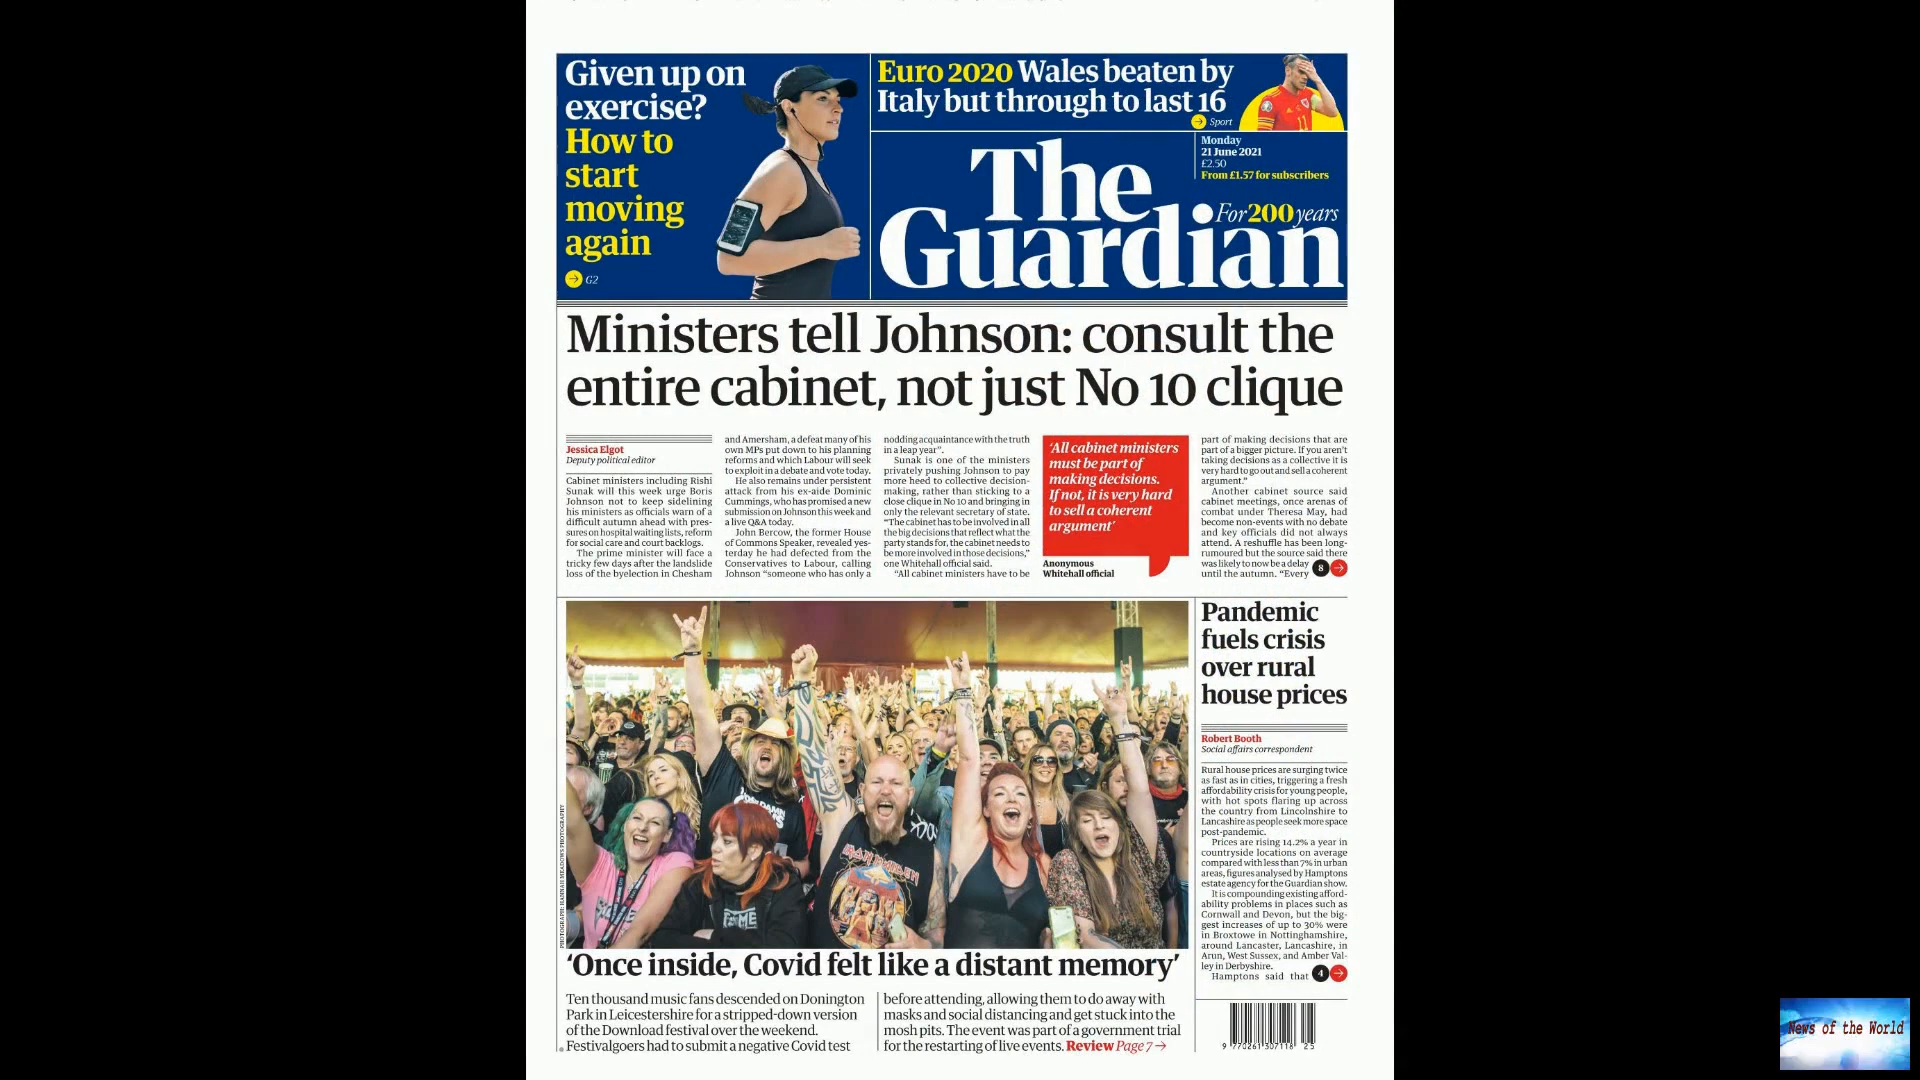 Given up on
exercise?
How to
start
moving
again
G2
Euro 2020 Wales beaten by
Italy but through to last 16
Sport
Monday
21 June 2021
£2.50
From £1.57 for subscribers
The
Guardian
For 200 years
Ministers tell Johnson: consult the
entire cabinet, not just No 10 clique
Jessica Elgot
Deputy political editor
Cabinet ministers including Rishi
Sunak will this week urge Boris
Johnson not to keep sidelining
his ministers as officials warn of a
difficult autumn ahead with pres-
sures on hospital waiting lists, reform
for social care and court backlogs.
The prime minister will face a
tricky few days after the landslide
loss of the byelection in Chesham
and Amersham, a defeat many of his
own MPs put down to his planning
reforms and which Labour will seek
to exploit in a debate and vote today.
He also remains under persistent
attack from his ex-aide Dominic
Cummings, who has promised a new
submission on Johnson this week and
a live Q&A today.
John Bercow, the former House
of Commons Speaker, revealed yes-
terday he had defected from the
Conservatives to Labour, calling
Johnson “someone who has only a
nodding acquaintance with the truth
in a leap year”.
Sunak is one of the ministers
privately pushing Johnson to pay
more heed to collective decision-
making, rather than sticking to a
close clique in No 10 and bringing in
only the relevant secretary of state.
“The cabinet has to be involved in all
the big decisions that reflect what the
party stands for, the cabinet needs to
be more involved in those decisions,”
one Whitehall official said.
“All cabinet ministers have to be
‘All cabinet ministers
must be part of
making decisions.
If not, it is very hard
to sell a coherent
argument’
Anonymous
Whitehall official
part of making decisions that are
part of a bigger picture. If you aren’t
taking decisions as a collective it is
very hard to go out and sell a coherent
argument.”
Another cabinet source said
cabinet meetings, once arenas of
combat under Theresa May, had
become non-events with no debate
and key officials did not always
attend. A reshuffle has been long-
rumoured but the source said there
was likely to now be a delay
until the autumn. “Every
8
PHOTOGRAPH: HANNAH MEADOWS PHOTOGRAPHY
IRON MAIDEN
FAME
‘Once inside, Covid felt like a distant memory’
Ten thousand music fans descended on Donington
Park in Leicestershire for a stripped-down version
of the Download festival over the weekend.
Festivalgoers had to submit a negative Covid test
before attending, allowing them to do away with
masks and social distancing and get stuck into the
mosh pits. The event was part of a government trial
for the restarting of live events. Review Page 7
Pandemic
fuels crisis
over rural
house prices
Robert Booth
Social affairs correspondent
Rural house prices are surging twice
as fast as in cities, triggering a fresh
affordability crisis for young people,
with hot spots flaring up across
the country from Lincolnshire to
Lancashire as people seek more space
post-pandemic.
Prices are rising 14.2% a year in
countryside locations on average
compared with less than 7% in urban
areas, figures analysed by Hamptons
estate agency for the Guardian show.
It is compounding existing afford-
ability problems in places such as
Cornwall and Devon, but the big-
gest increases of up to 30% were
in Broxtowe in Nottinghamshire,
around Lancaster, Lancashire, in
Arun, West Sussex, and Amber Val-
ley in Derbyshire.
Hamptons said that
4
9 770261 307118 25
News of the World